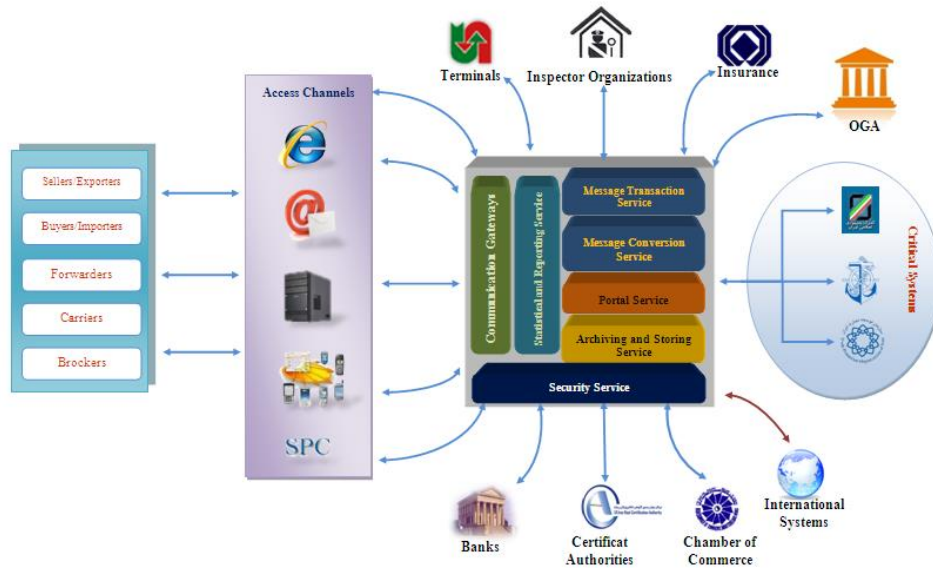 Terminals
Inspector Organizations
Insurance
OGA
Access Channels
Sellers/Exporters
Buyers/Importers
Forwarders
Carriers
Brockers
SPC
Communication Gateways
Statistical and Reporting Service
Message Transaction
Service
Message Conversion
Service
Portal Service
Archiving and Storing
Service
Security Service
Critical Systems
Banks
Certificat
Authorities
Chamber of
Commerce
International
Systems